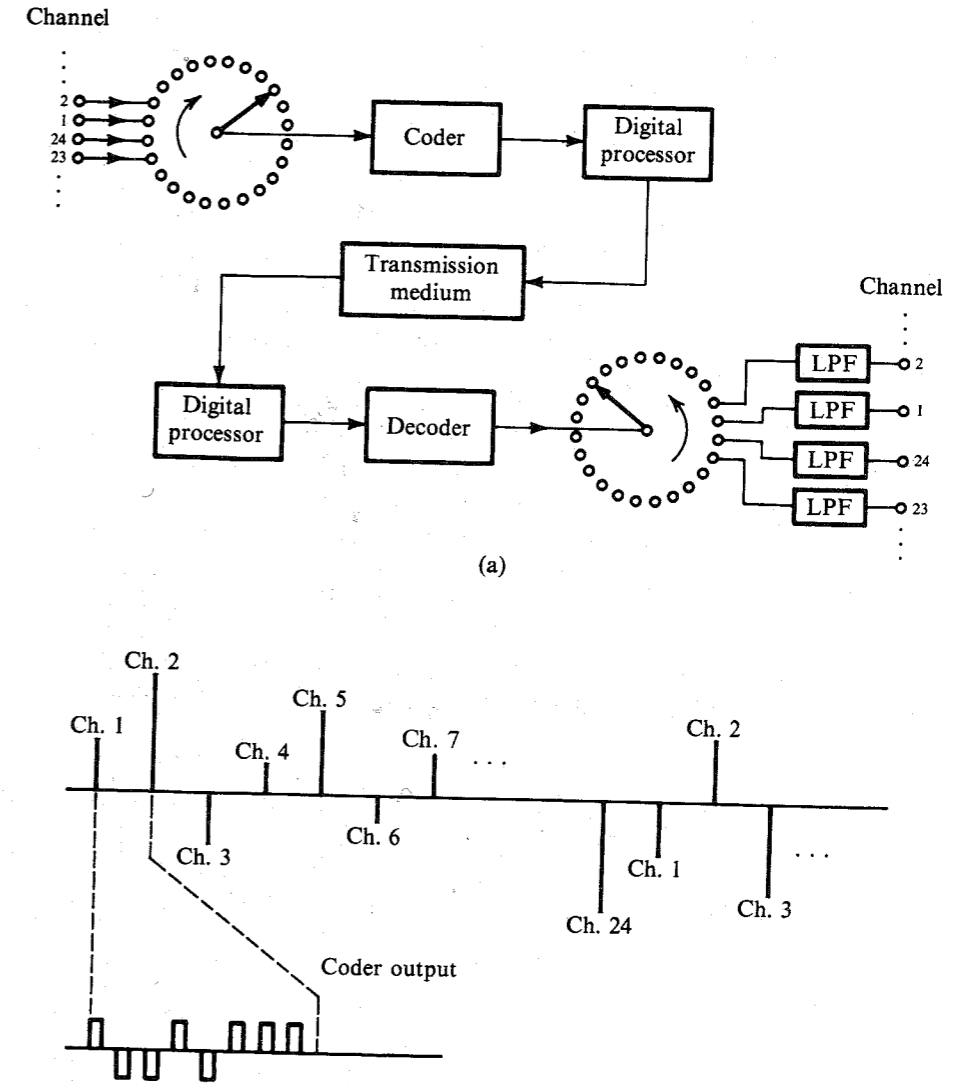 Channel
2
1
24
23
Coder
Digital
processor
Transmission
medium
Channel
Digital
processor
Decoder
LPF
2
LPF
1
LPF
24
LPF
23
(a)
Ch. 1
Ch. 2
Ch. 3
Ch. 4
Ch. 5
Ch. 6
Ch. 7
. . .
Ch. 24
Ch. 1
Ch. 2
Ch. 3
. . .
Coder output